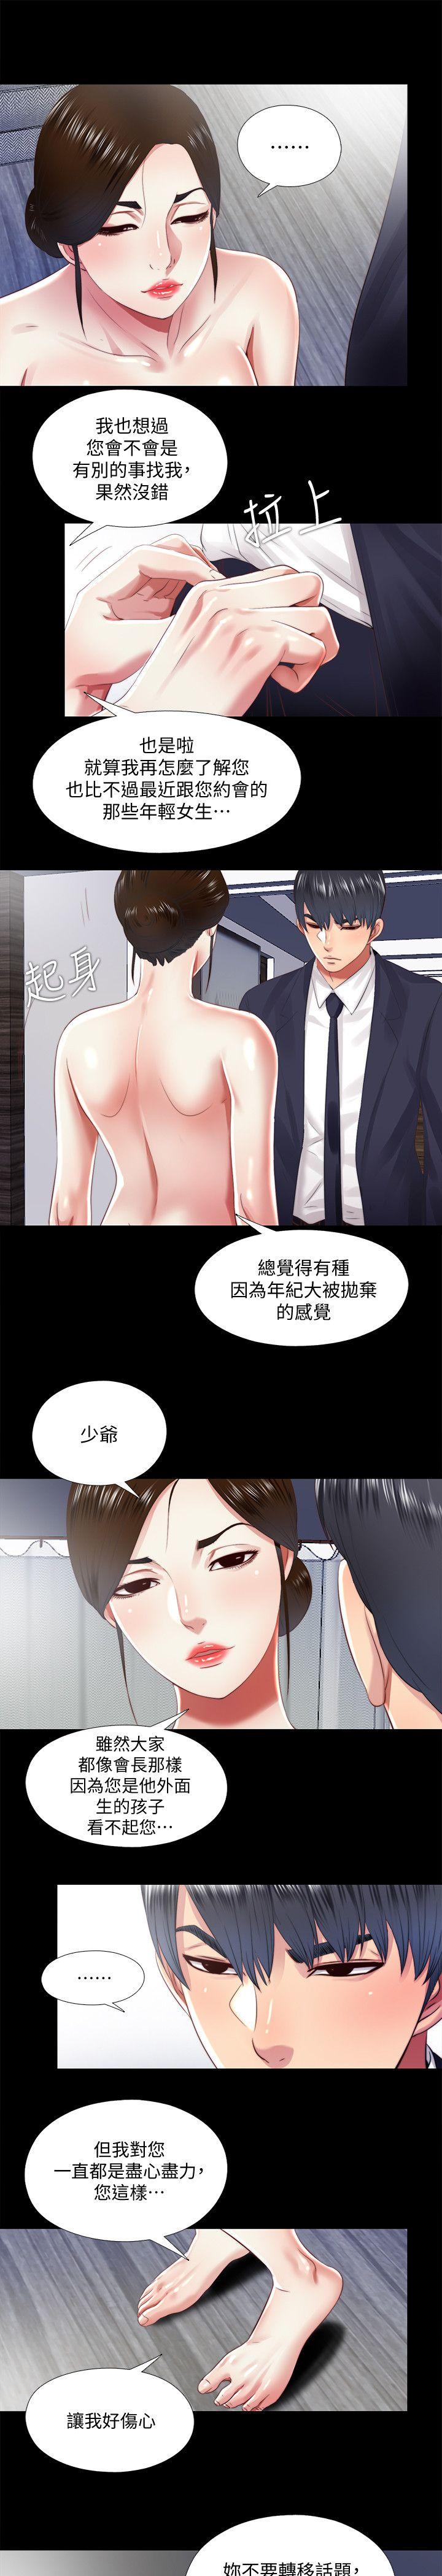 ……
我也想過
您會不會是
有別的事找我，
果然沒錯
拉上
也是啦
就算我再怎麼了解您
也比不過最近跟您約會的
那些年輕女生…
起身
總覺得有種
因為年紀大被拋棄
的感覺
少爺
雖然大家
都像會長那樣
因為您是他外面
生的孩子
看不起您…
……
但我對您
一直都是盡心盡力，
您這樣…
讓我好傷心
妳不要轉移話題，